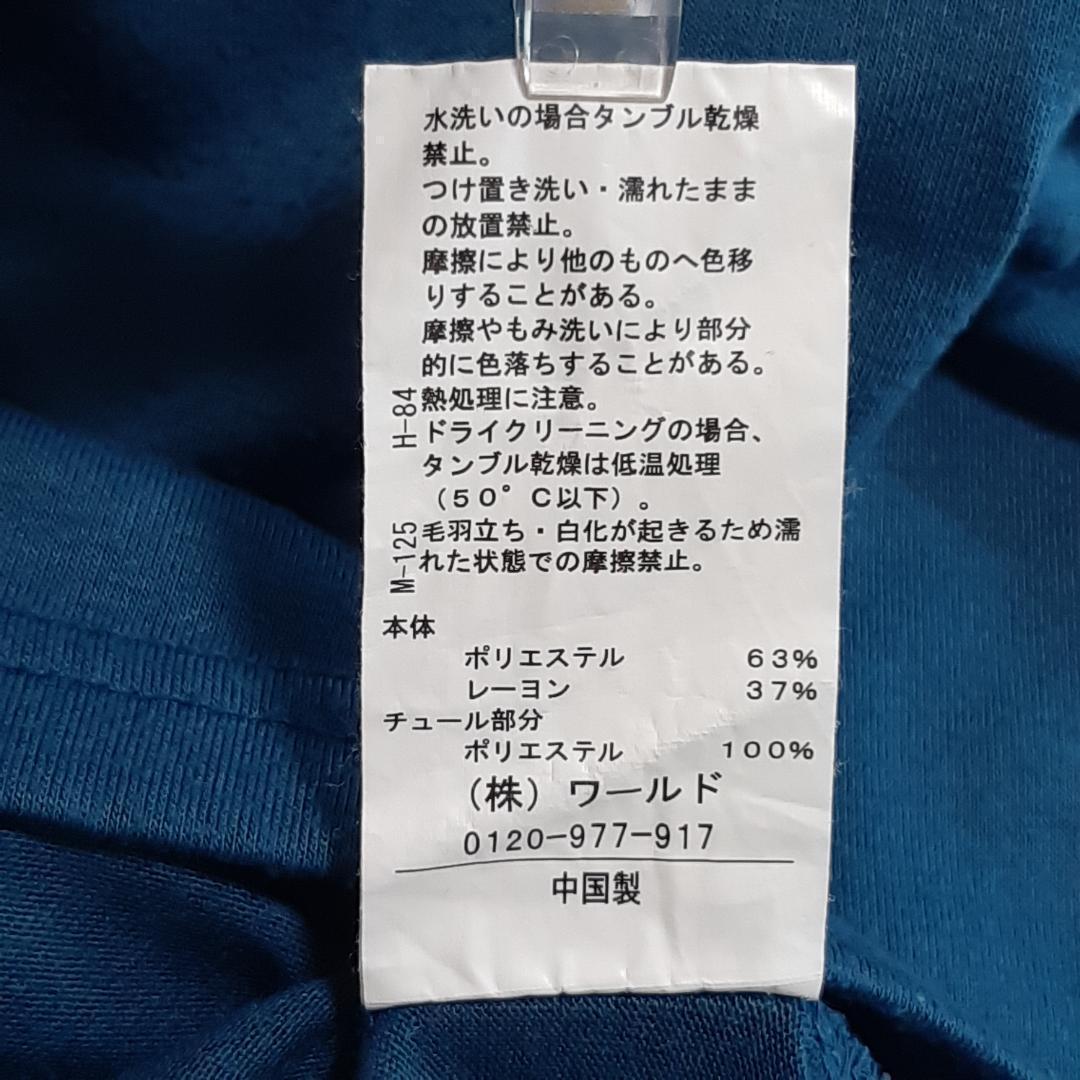 水洗いの場合タンブル乾燥
禁止。
つけ置き洗い・濡れたまま
の放置禁止。
摩擦により他のものへ色移
りすることがある。
摩擦やもみ洗いにより部分
的に色落ちすることがある。
熱処理に注意。
ドライクリーニングの場合、
タンブル乾燥は低温処理
（５０°Ｃ以下）。
毛羽立ち・白化が起きるため濡
れた状態での摩擦禁止。
H-84
M-125
本体
ポリエステル ６３％
レーヨン ３７％
チュール部分
ポリエステル １００％
（株）ワールド
0120-977-917
中国製